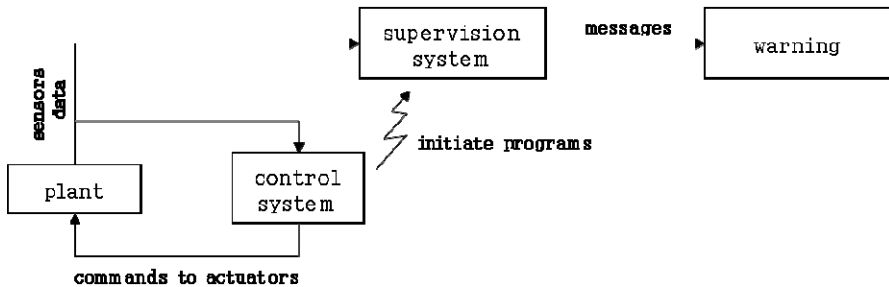 supervision
system
messages
warning
sensors
data
initiate programs
plant
control
system
commands to actuators